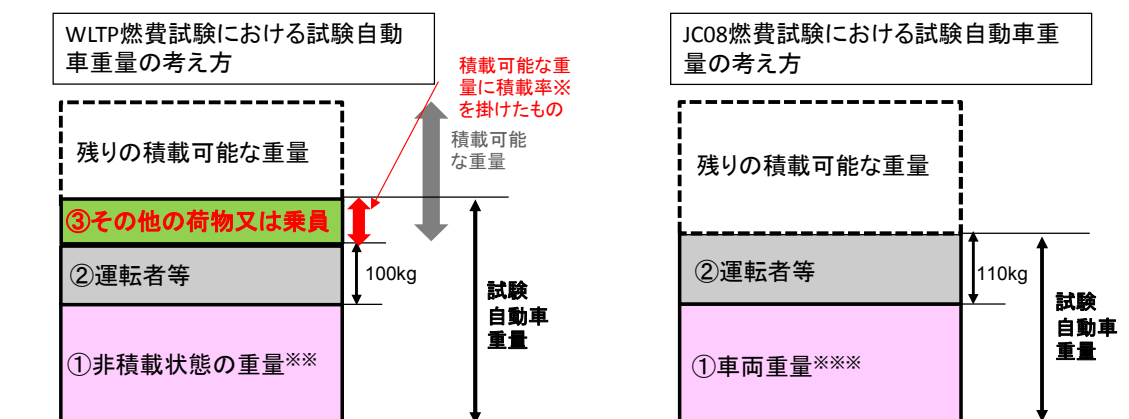 WLTP燃費試験における試験自動
車重量の考え方
積載可能な重
量に積載率※
を掛けたもの
積載可能
な重量
残りの積載可能な重量
③その他の荷物又は乗員
②運転者等
100kg
試験
自動車
重量
①非積載状態の重量※※
JC08燃費試験における試験自動車重
量の考え方
残りの積載可能な重量
②運転者等
110kg
試験
自動車
重量
①車両重量※※※